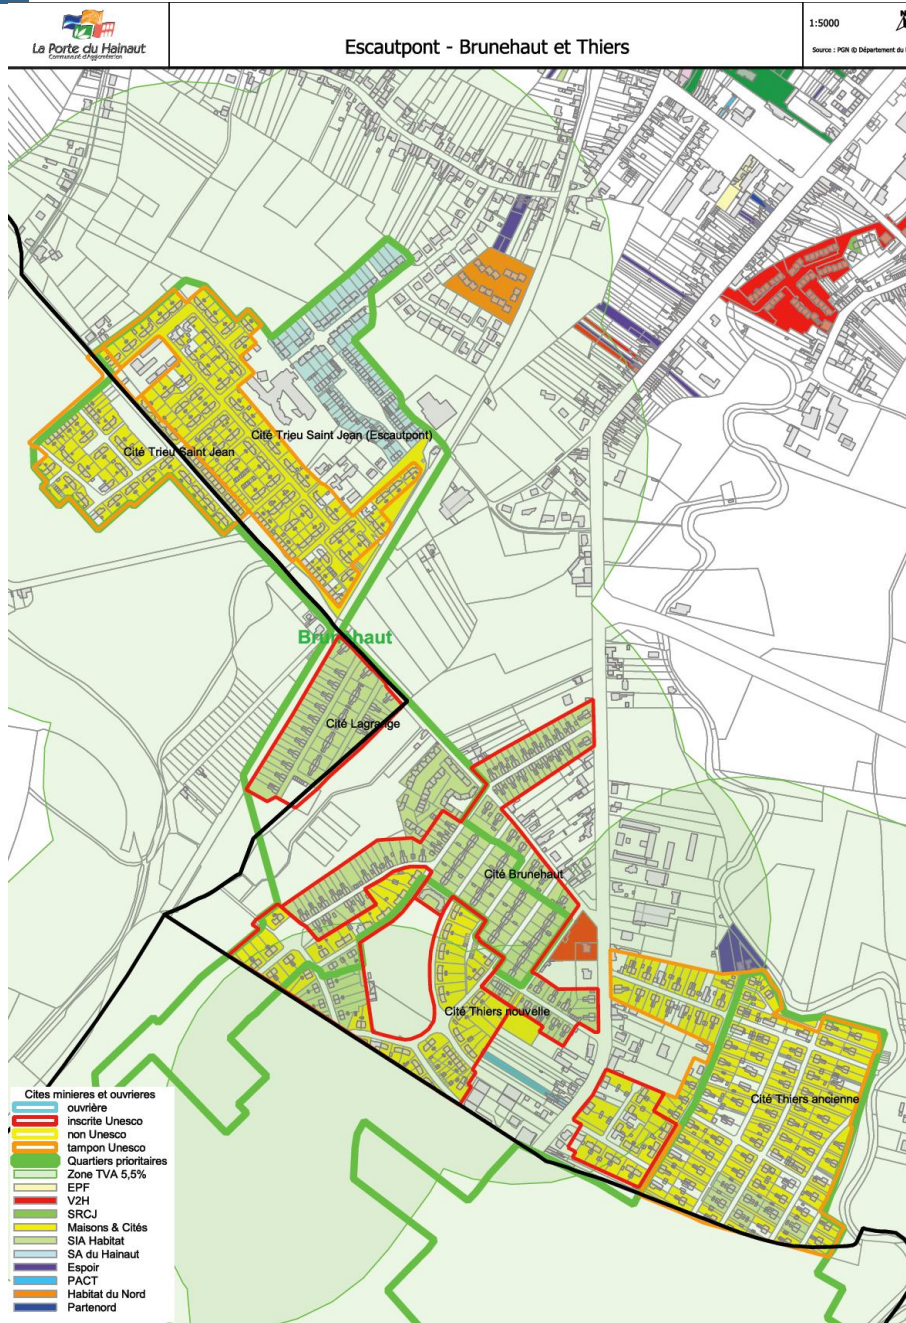 La Porte du Hainaut
Communauté d'Agglomération
Escautpont - Brunehaut et Thiers
1:5000
N
Source : PGN © Département du
Cité Trieu Saint Jean (Escautpont)
Cité Trieu Saint Jean
Brunehaut
Cité Lagrange
Cité Brunehaut
Cité Thiers nouvelle
Cité Thiers ancienne
Cites minieres et ouvrieres
ouvrière
inscrite Unesco
non Unesco
tampon Unesco
Quartiers prioritaires
Zone TVA 5,5%
EPF
V2H
SRCJ
Maisons & Cités
SIA Habitat
SA du Hainaut
Espoir
PACT
Habitat du Nord
Partenord